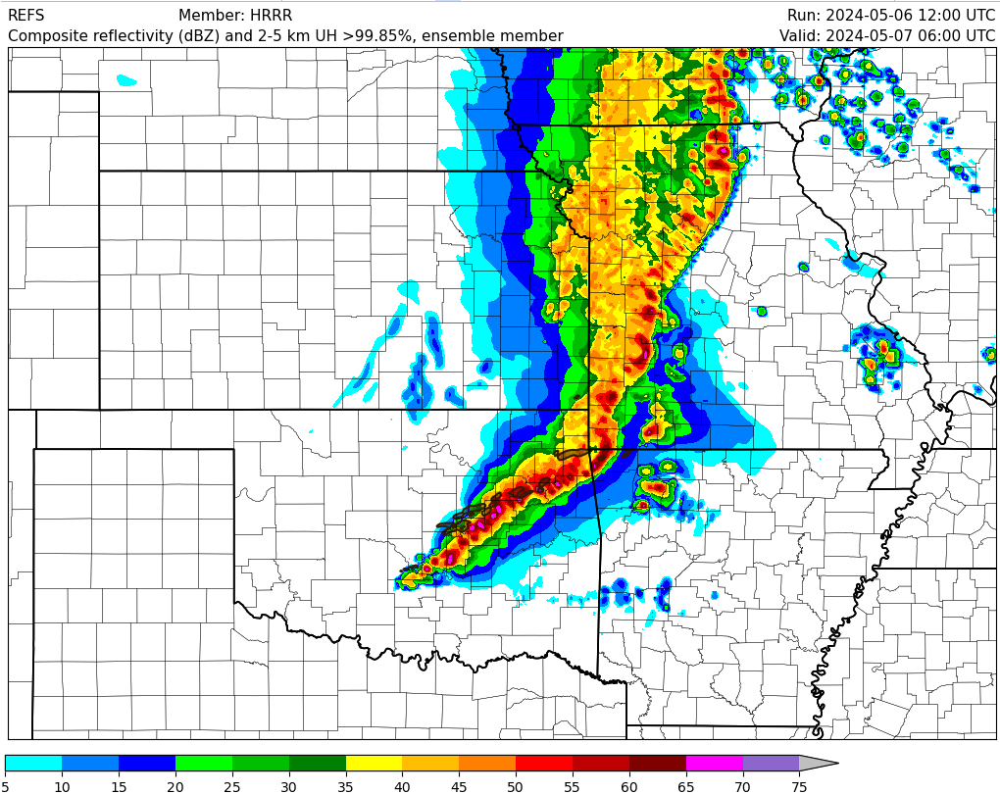 REFS Member: HRRR Run: 2024-05-06 12:00 UTC
Composite reflectivity (dBZ) and 2-5 km UH >99.85%, ensemble member Valid: 2024-05-07 06:00 UTC
5 10 15 20 25 30 35 40 45 50 55 60 65 70 75